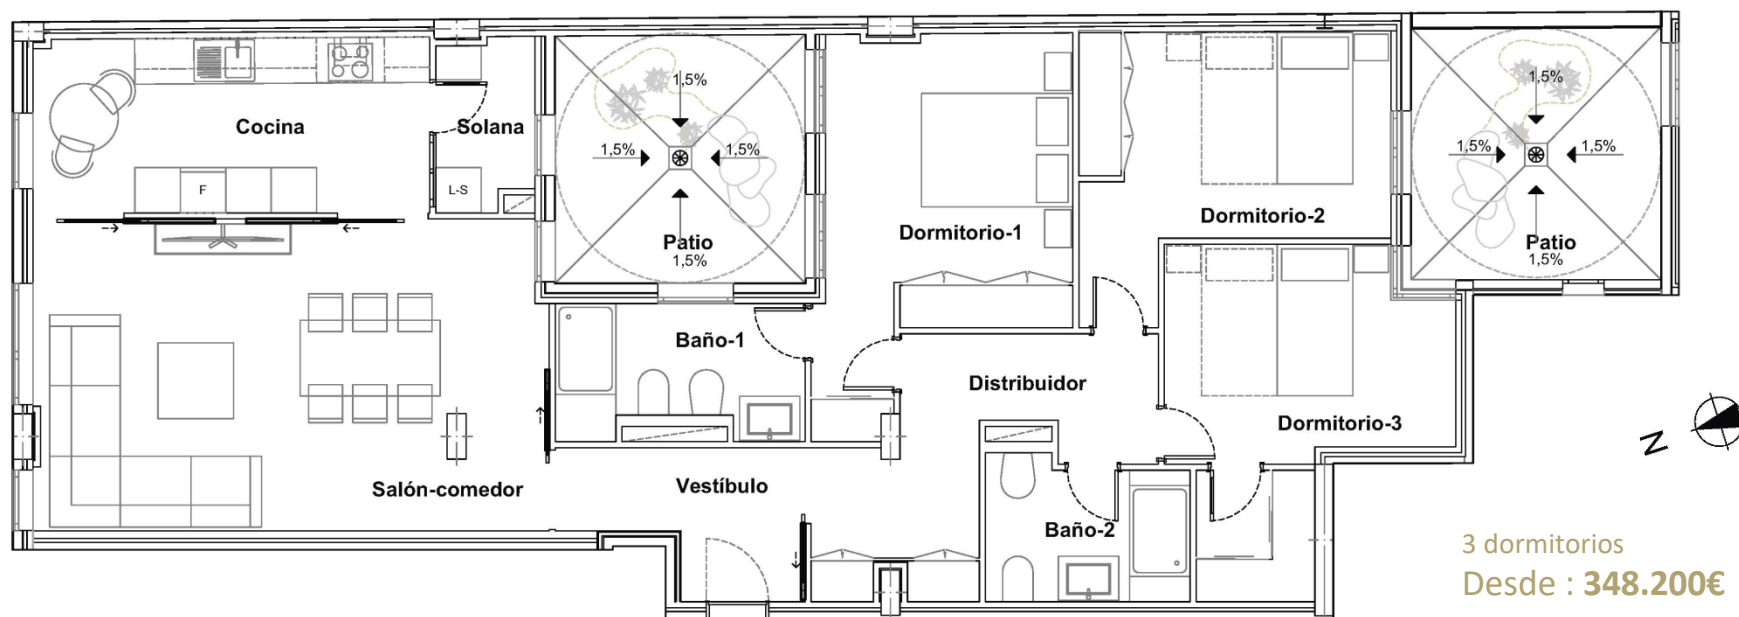 Cocina
Solana
F
L-S
1,5%
1,5%
1,5%
Patio
1,5%
Dormitorio-1
Dormitorio-2
1,5%
1,5%
1,5%
Patio
1,5%
Baño-1
Distribuidor
Dormitorio-3
Salón-comedor
Vestíbulo
Baño-2
N
3 dormitorios
Desde : 348.200€